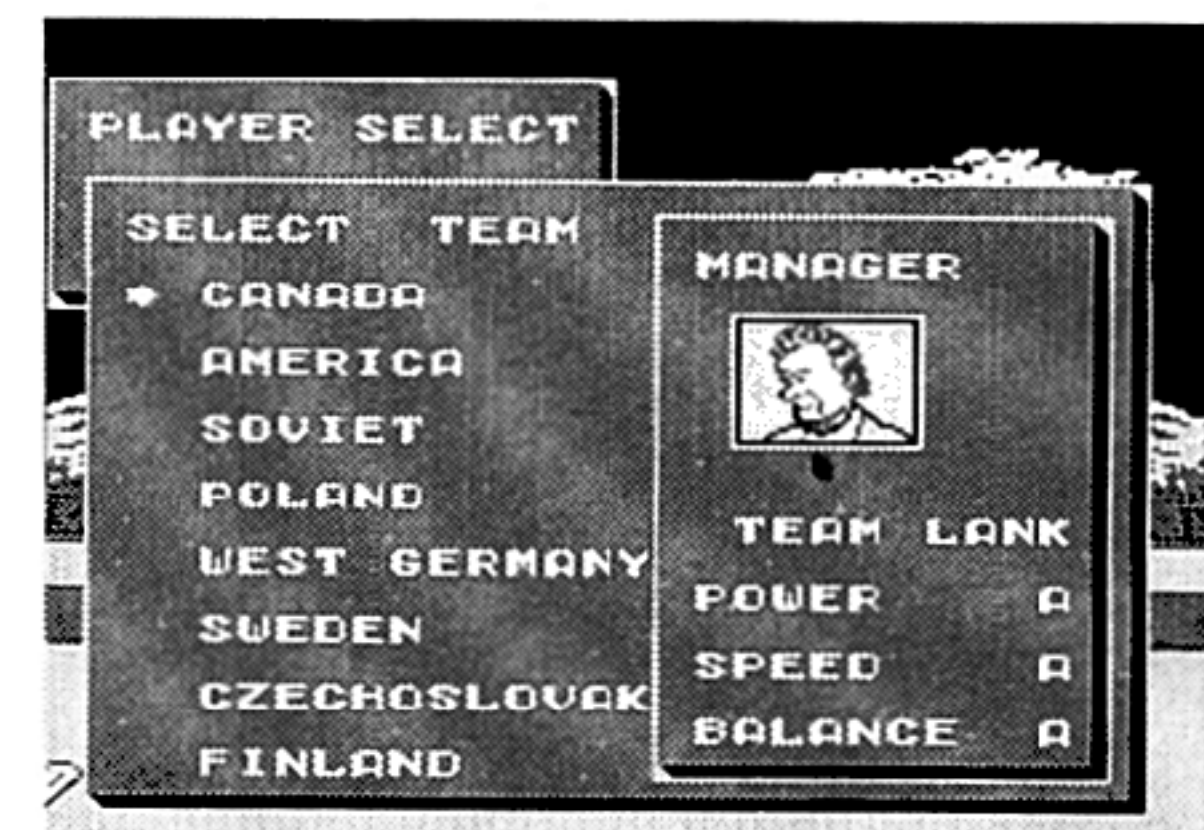 PLAYER SELECT
SELECT TEAM
CANADA
AMERICA
SOVIET
POLAND
WEST GERMANY
SWEDEN
CZECHOSLOVAK
FINLAND
MANAGER
TEAM LANK
POWER A
SPEED A
BALANCE A